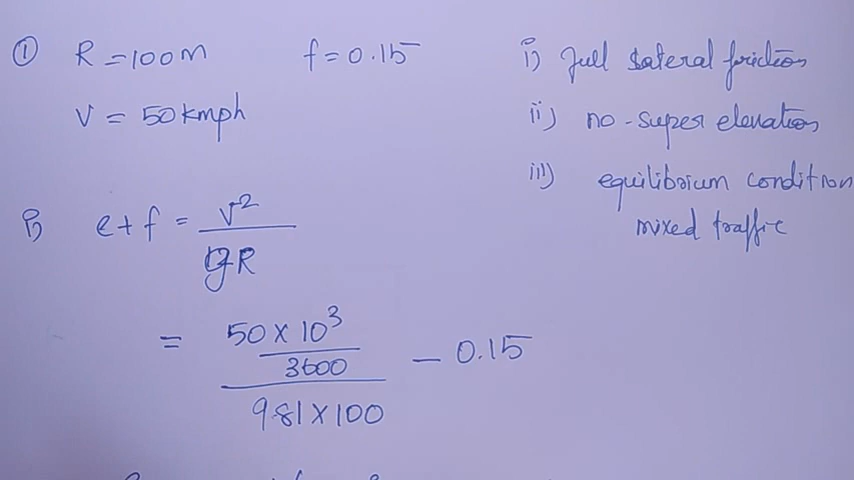 ① R = 100m f = 0.15 i) full lateral friction
V = 50 kmph ii) no-super elevation
iii) equilibrium condition
mixed traffic
i) e + f = V² / gR
= 50 × 10³ / 3600 / 9.81 × 100 – 0.15